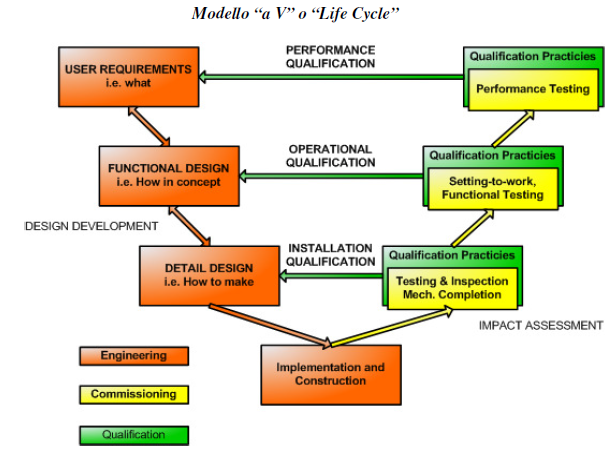 Modello “a V” o “Life Cycle”
PERFORMANCE
QUALIFICATION
USER REQUIREMENTS
i.e. what
Qualification Practicies
Performance Testing
OPERATIONAL
QUALIFICATION
FUNCTIONAL DESIGN
i.e. How in concept
Qualification Practicies
Setting-to-work,
Functional Testing
DESIGN DEVELOPMENT
INSTALLATION
QUALIFICATION
DETAIL DESIGN
i.e. How to make
Qualification Practicies
Testing & Inspection
Mech. Completion
IMPACT ASSESSMENT
Implementation and
Construction
Engineering
Commissioning
Qualification